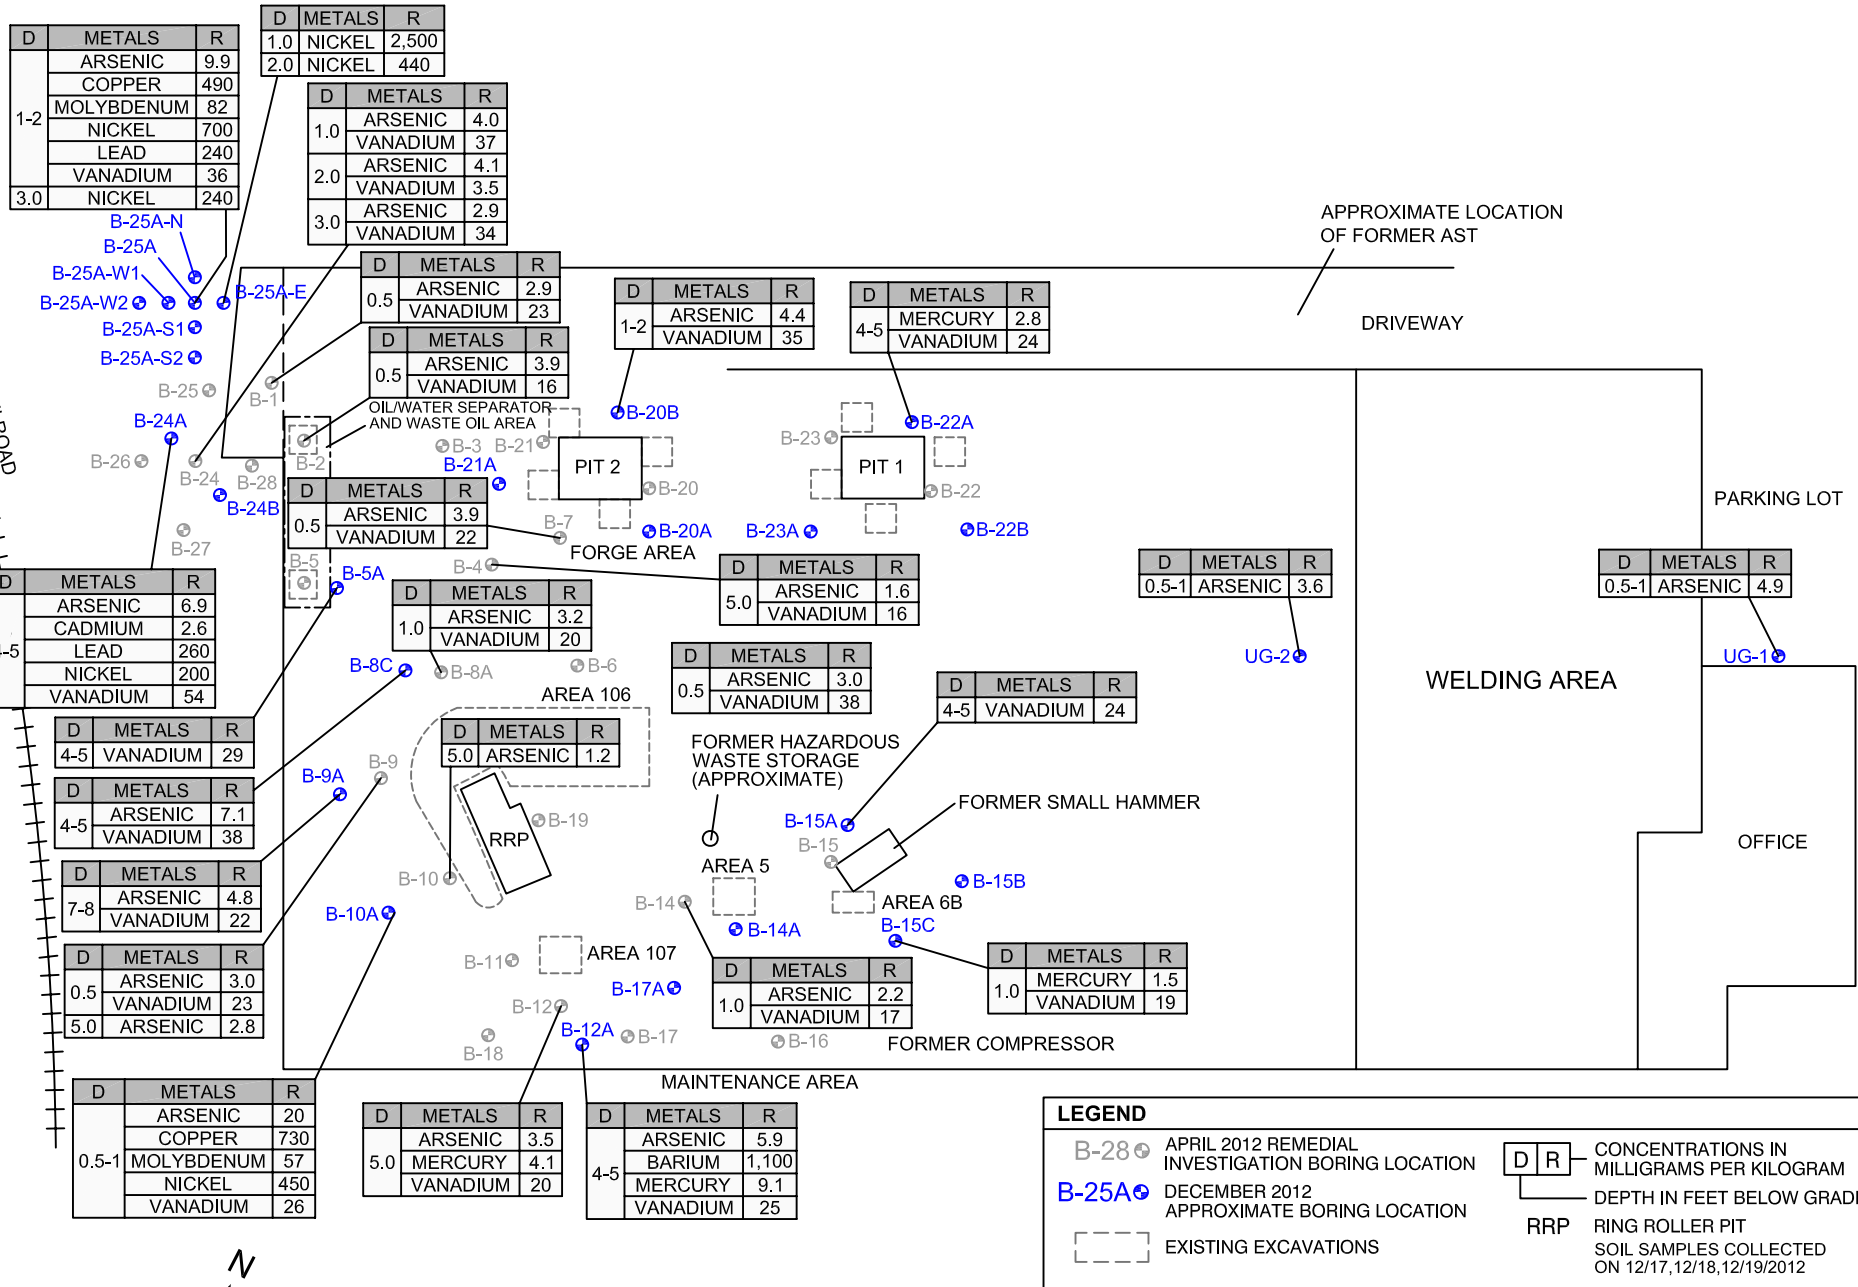 D METALS R
1-2 ARSENIC 9.9
COPPER 490
MOLYBDENUM 82
NICKEL 700
LEAD 240
VANADIUM 36
3.0 NICKEL 240
D METALS R
1.0 NICKEL 2,500
2.0 NICKEL 440
D METALS R
1.0 ARSENIC 4.0
VANADIUM 37
2.0 ARSENIC 4.1
VANADIUM 3.5
3.0 ARSENIC 2.9
VANADIUM 34
D METALS R
0.5 ARSENIC 2.9
VANADIUM 23
D METALS R
0.5 ARSENIC 3.9
VANADIUM 16
D METALS R
1-2 ARSENIC 4.4
VANADIUM 35
D METALS R
4-5 MERCURY 2.8
VANADIUM 24
APPROXIMATE LOCATION
OF FORMER AST
DRIVEWAY
B-25A-N
B-25A
B-25A-W1
B-25A-W2
B-25A-E
B-25A-S1
B-25A-S2
B-25
B-1
B-24A
B-26
B-24
B-28
B-24B
B-27
ROAD
OIL/WATER SEPARATOR
AND WASTE OIL AREA
B-2
B-3
B-21
B-21A
B-20B
PIT 2
B-20
B-20A
B-7
FORGE AREA
B-4
B-5
B-5A
B-23
B-22A
PIT 1
B-22
B-23A
B-22B
PARKING LOT
D METALS R
0.5 ARSENIC 3.9
VANADIUM 22
D METALS R
5.0 ARSENIC 1.6
VANADIUM 16
D METALS R
0.5-1 ARSENIC 3.6
D METALS R
0.5-1 ARSENIC 4.9
UG-2
UG-1
WELDING AREA
OFFICE
D METALS R
-5 ARSENIC 6.9
CADMIUM 2.6
LEAD 260
NICKEL 200
VANADIUM 54
D METALS R
1.0 ARSENIC 3.2
VANADIUM 20
B-8C
B-8A
B-6
AREA 106
D METALS R
0.5 ARSENIC 3.0
VANADIUM 38
D METALS R
4-5 VANADIUM 24
D METALS R
4-5 VANADIUM 29
D METALS R
5.0 ARSENIC 1.2
FORMER HAZARDOUS
WASTE STORAGE
(APPROXIMATE)
D METALS R
4-5 ARSENIC 7.1
VANADIUM 38
B-9
B-9A
RRP
B-19
B-10
B-10A
FORMER SMALL HAMMER
B-15A
B-15
B-15B
AREA 5
AREA 6B
B-14
B-14A
B-15C
D METALS R
7-8 ARSENIC 4.8
VANADIUM 22
D METALS R
0.5 ARSENIC 3.0
VANADIUM 23
5.0 ARSENIC 2.8
B-11
AREA 107
B-17A
B-12
B-12A
B-17
B-18
B-16
D METALS R
1.0 ARSENIC 2.2
VANADIUM 17
D METALS R
1.0 MERCURY 1.5
VANADIUM 19
FORMER COMPRESSOR
MAINTENANCE AREA
D METALS R
0.5-1 ARSENIC 20
COPPER 730
MOLYBDENUM 57
NICKEL 450
VANADIUM 26
D METALS R
5.0 ARSENIC 3.5
MERCURY 4.1
VANADIUM 20
D METALS R
4-5 ARSENIC 5.9
BARIUM 1,100
MERCURY 9.1
VANADIUM 25
N
LEGEND
B-28 APRIL 2012 REMEDIAL
INVESTIGATION BORING LOCATION
B-25A DECEMBER 2012
APPROXIMATE BORING LOCATION
EXISTING EXCAVATIONS
D R CONCENTRATIONS IN
MILLIGRAMS PER KILOGRAM
DEPTH IN FEET BELOW GRADE
RRP RING ROLLER PIT
SOIL SAMPLES COLLECTED
ON 12/17,12/18,12/19/2012